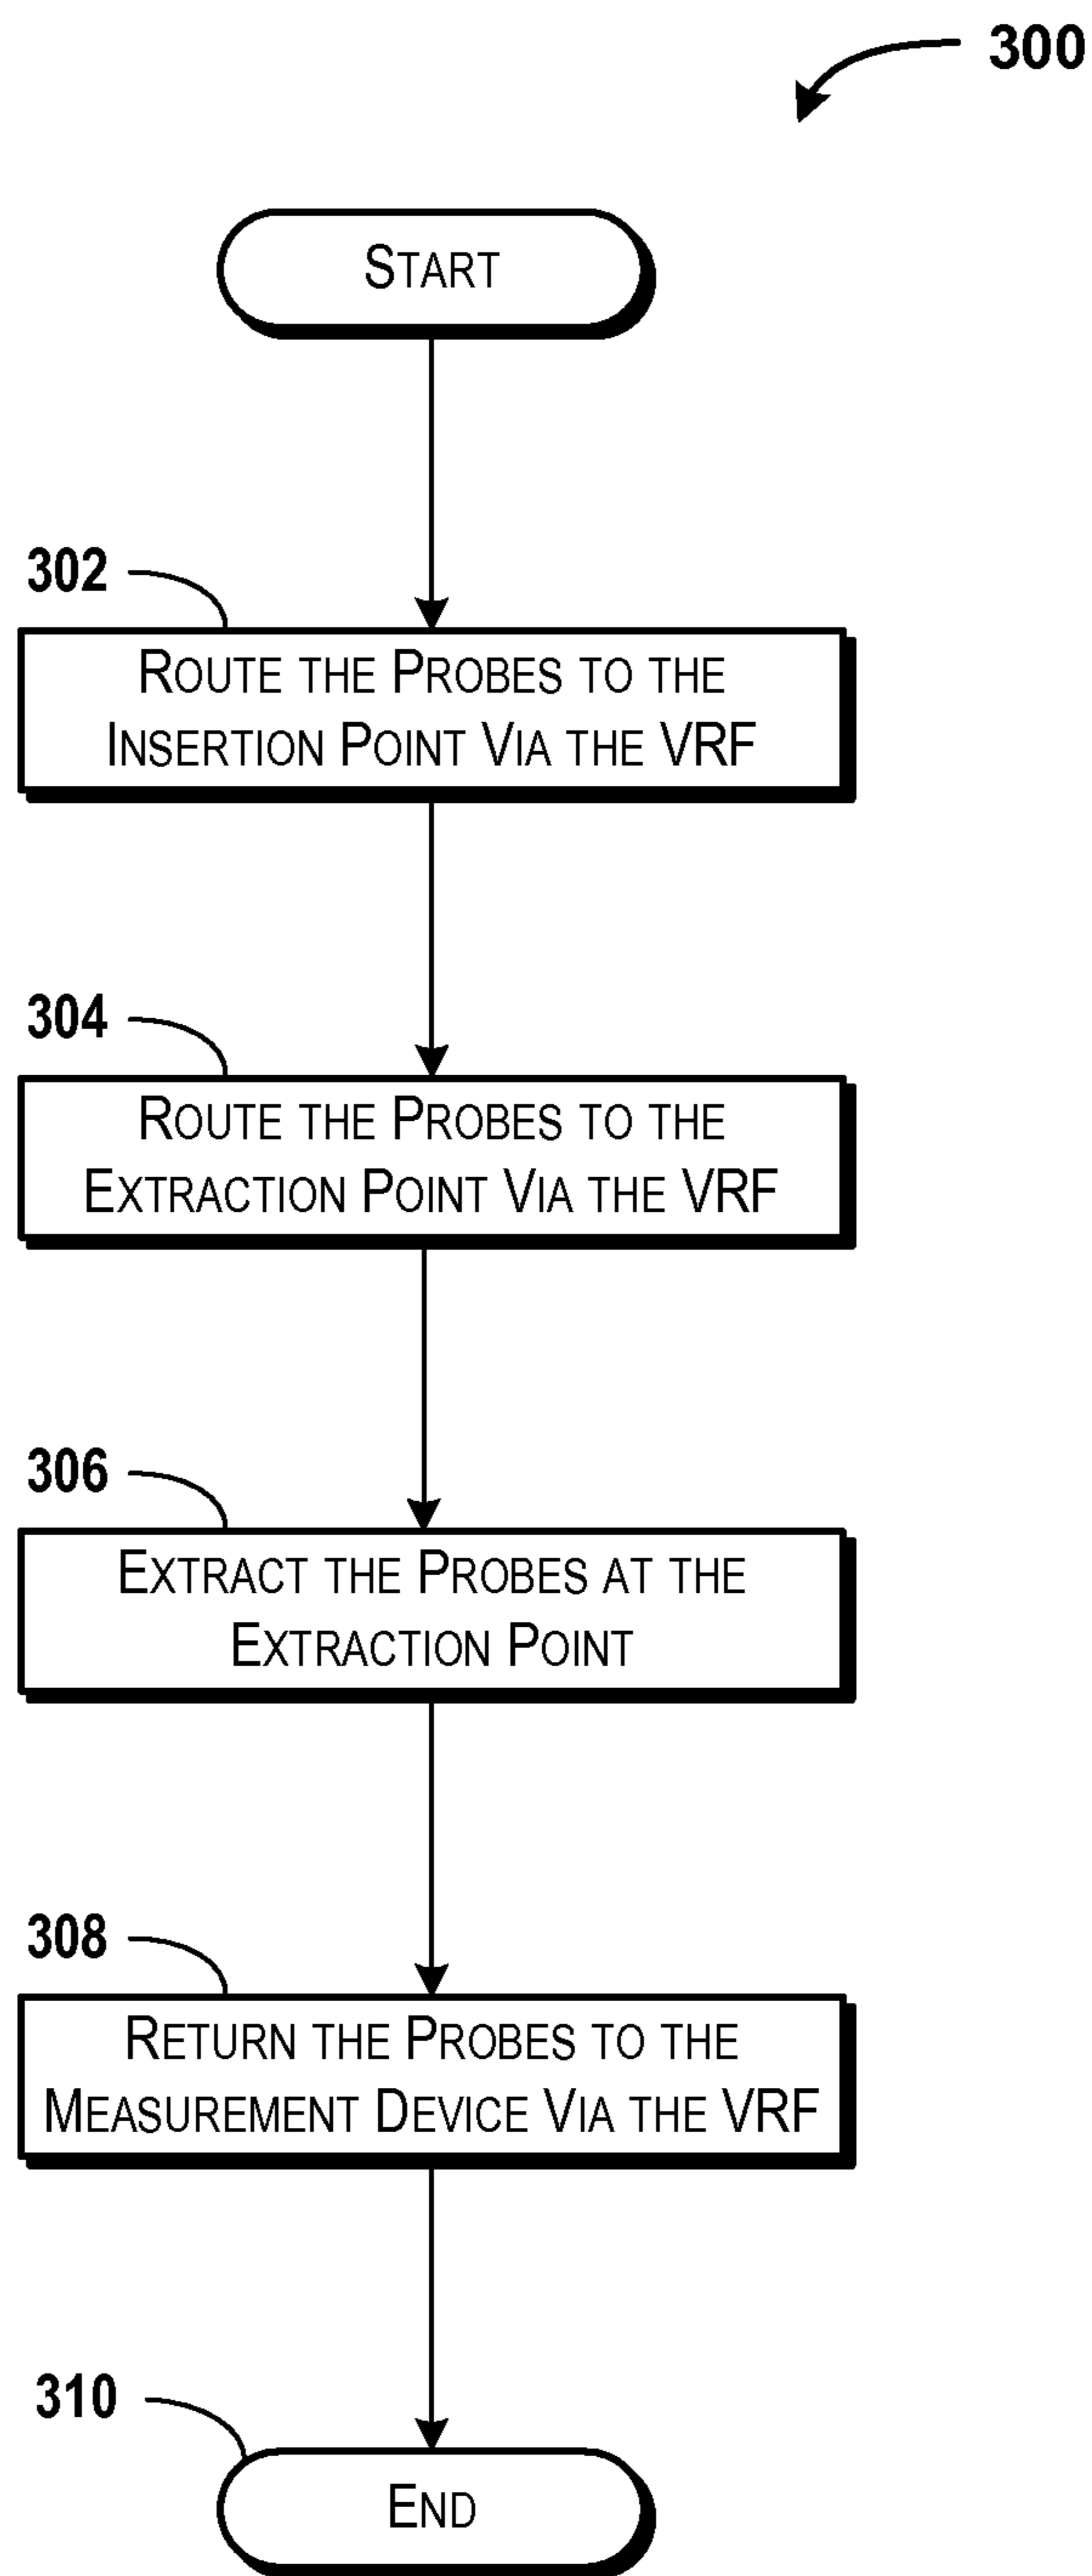 300
START
302
ROUTE THE PROBES TO THE
INSERTION POINT VIA THE VRF
304
ROUTE THE PROBES TO THE
EXTRACTION POINT VIA THE VRF
306
EXTRACT THE PROBES AT THE
EXTRACTION POINT
308
RETURN THE PROBES TO THE
MEASUREMENT DEVICE VIA THE VRF
310
END